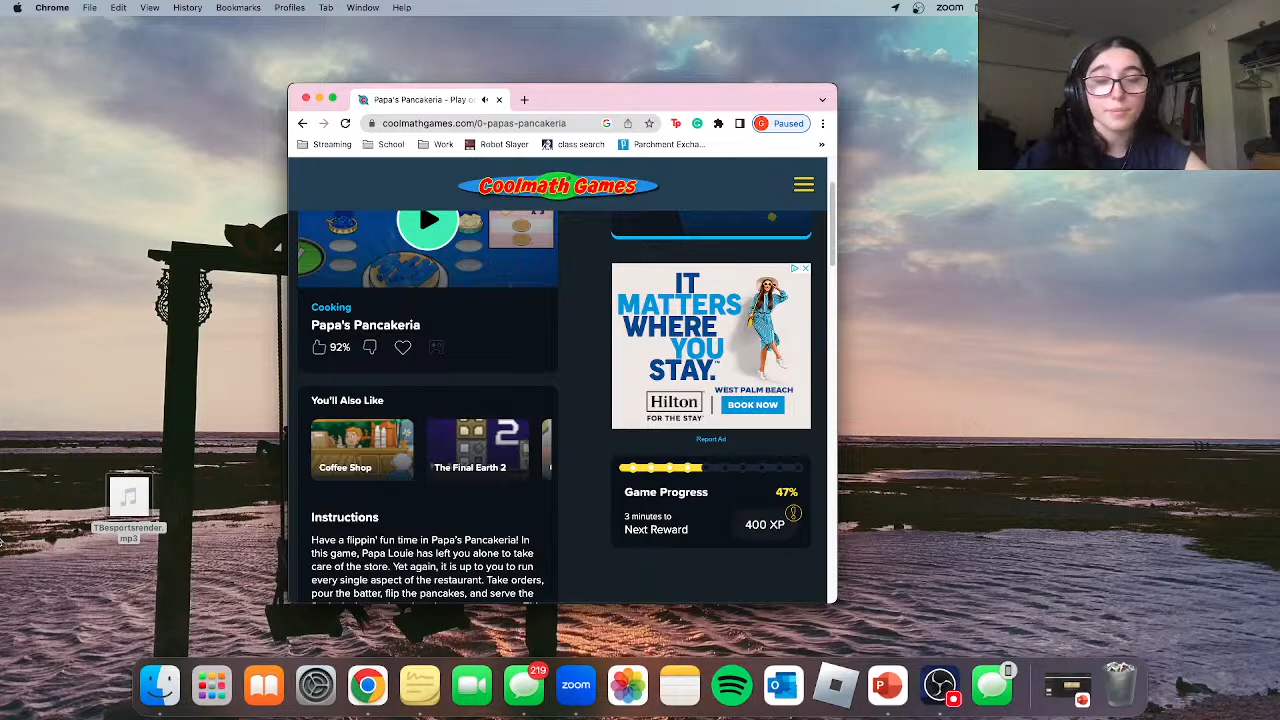 Chrome File Edit View History Bookmarks Profiles Tab Window Help zoom
Papa's Pancakeria - Play o
coolmathgames.com/0-papas-pancakeria
Tp
G
Paused
Streaming School Work Robot Slayer class search Parchment Excha...
»
Coolmath Games
Cooking
Papa's Pancakeria
92%
You'll Also Like
Coffee Shop
2
The Final Earth 2
Instructions
Have a flippin' fun time in Papa's Pancakeria! In
this game, Papa Louie has left you alone to take
care of the store. Yet again, it is up to you to run
every single aspect of the restaurant. Take orders,
pour the batter, flip the pancakes, and serve the
IT
MATTERS
WHERE
YOU
STAY.™
WEST PALM BEACH
Hilton
FOR THE STAY
BOOK NOW
Report Ad
Game Progress 47%
3 minutes to
Next Reward
400 XP
TBesportsrender.
mp3
219
zoom